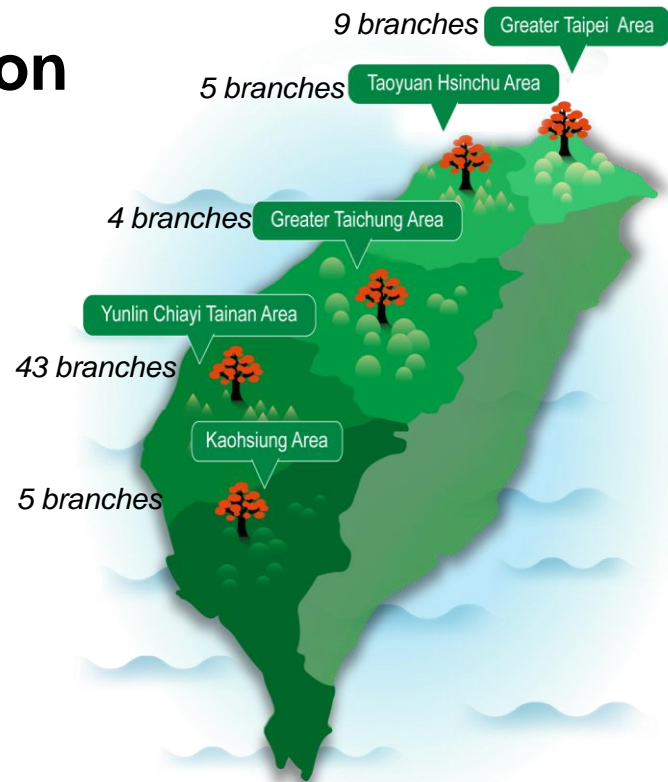 on
9 branches
Greater Taipei Area
5 branches
Taoyuan Hsinchu Area
4 branches
Greater Taichung Area
Yunlin Chiayi Tainan Area
43 branches
Kaohsiung Area
5 branches